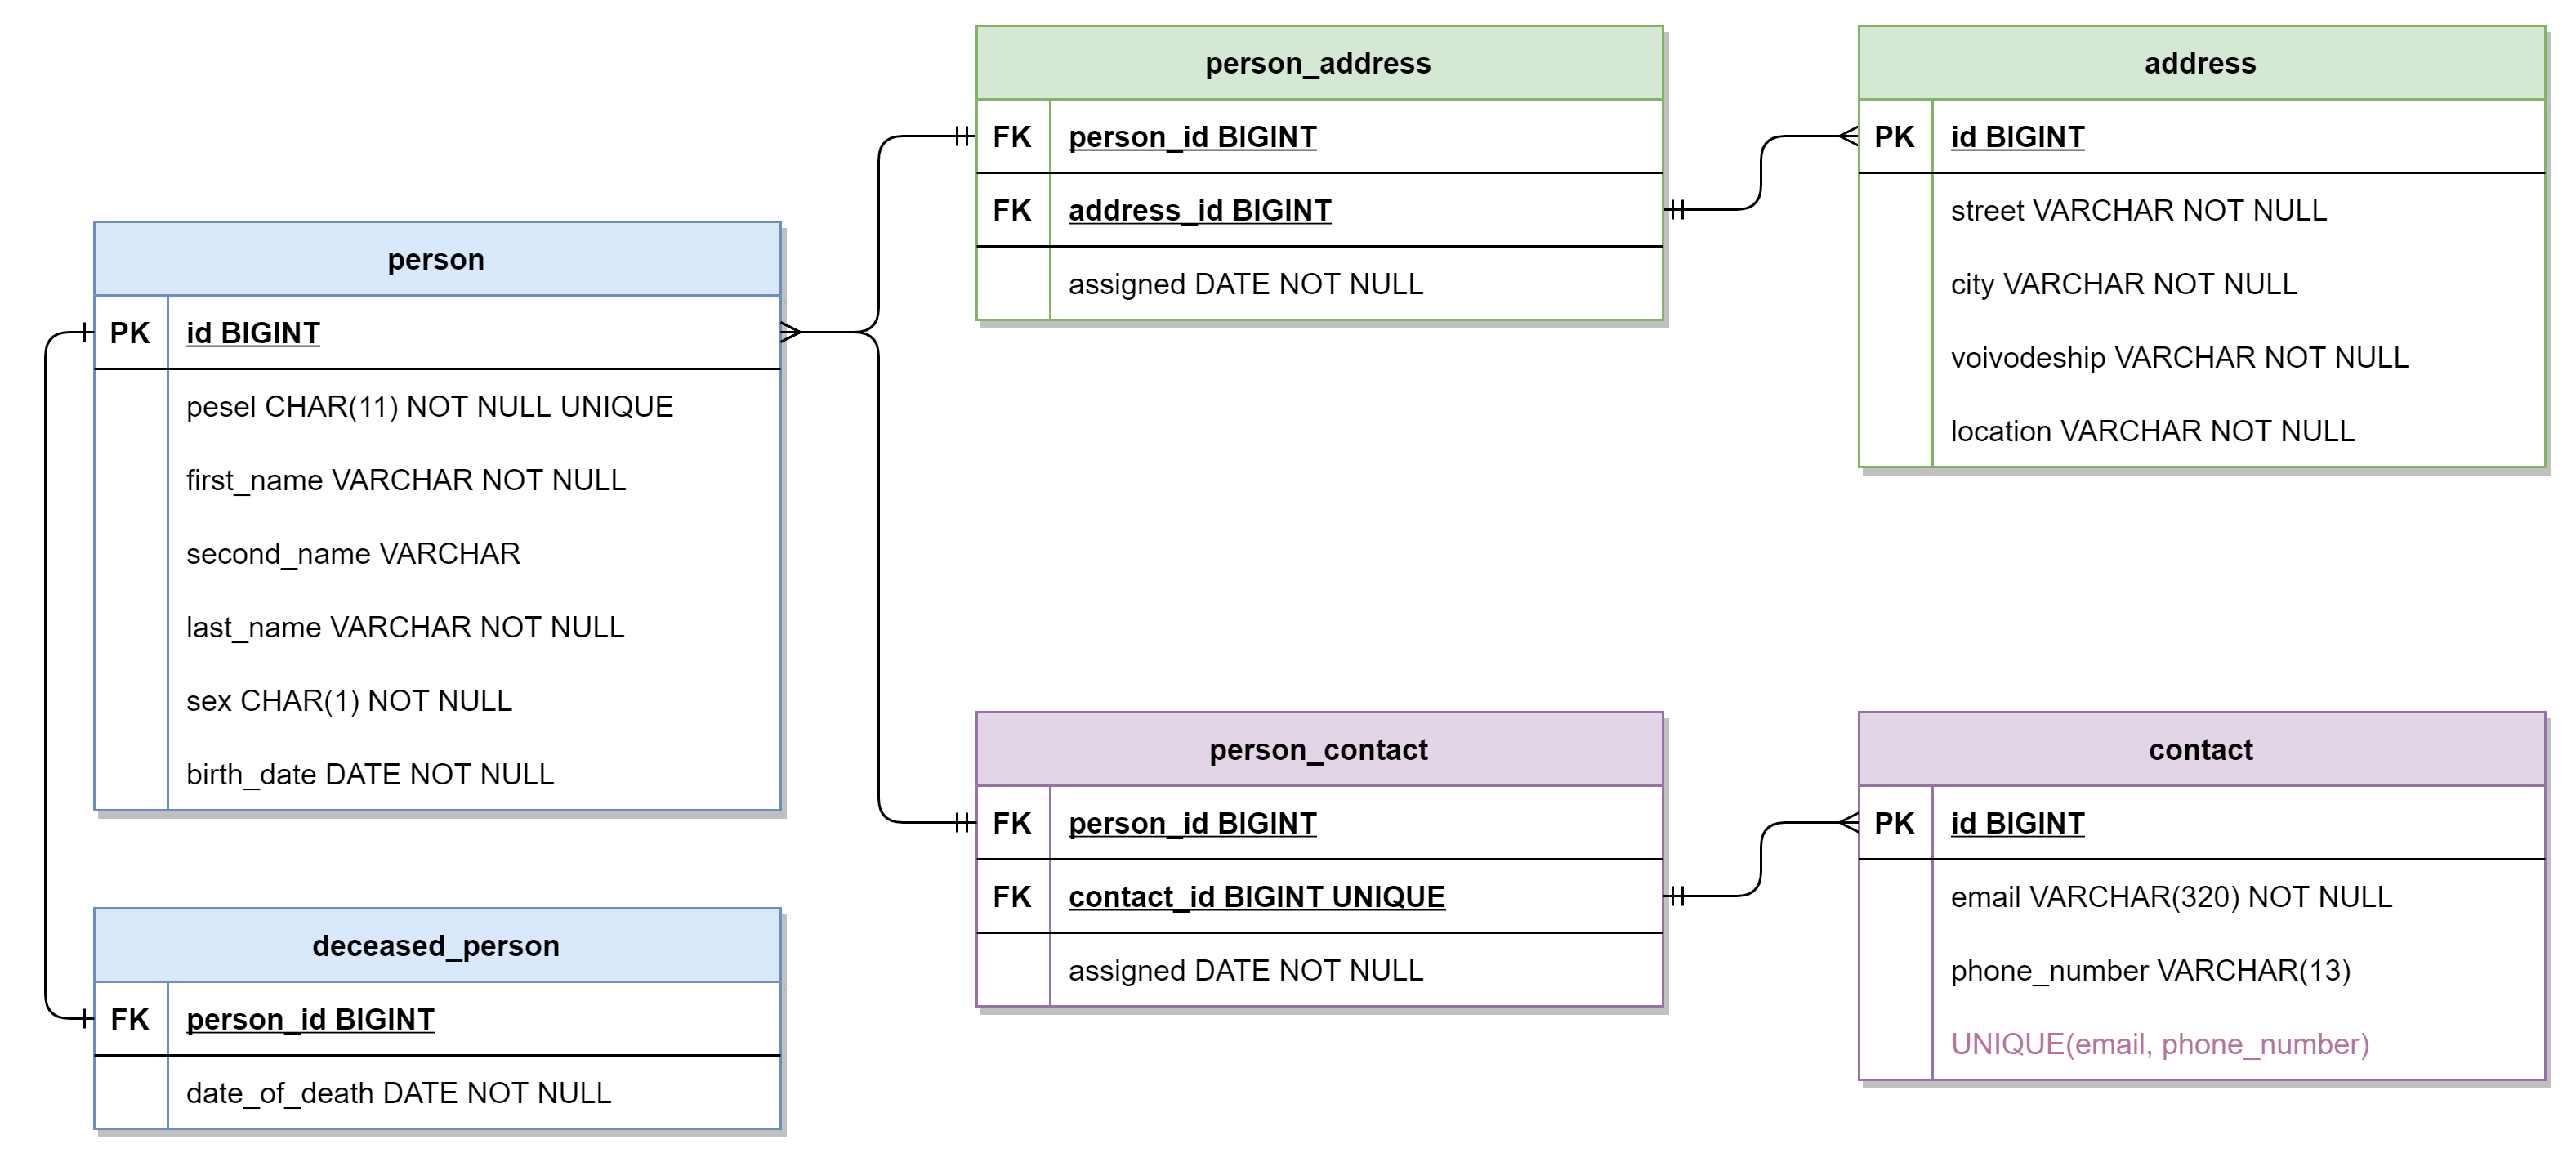 person
PK id BIGINT
pesel CHAR(11) NOT NULL UNIQUE
first_name VARCHAR NOT NULL
second_name VARCHAR
last_name VARCHAR NOT NULL
sex CHAR(1) NOT NULL
birth_date DATE NOT NULL
deceased_person
FK person_id BIGINT
date_of_death DATE NOT NULL
person_address
FK person_id BIGINT
FK address_id BIGINT
assigned DATE NOT NULL
address
PK id BIGINT
street VARCHAR NOT NULL
city VARCHAR NOT NULL
voivodeship VARCHAR NOT NULL
location VARCHAR NOT NULL
person_contact
FK person_id BIGINT
FK contact_id BIGINT UNIQUE
assigned DATE NOT NULL
contact
PK id BIGINT
email VARCHAR(320) NOT NULL
phone_number VARCHAR(13)
UNIQUE(email, phone_number)